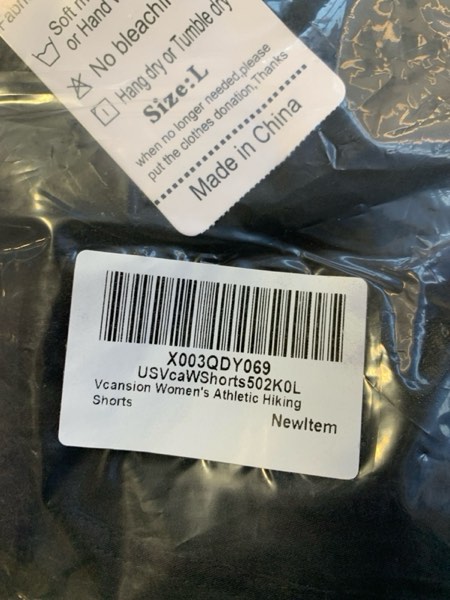 Soft
or Hand
No bleachin
Hang dry or Tumble dry
Size:L
when no longer needed,please
put the clothes donation,Thanks
Made in China
X003QDY069
USVcaWShorts502K0L
Vcansion Women's Athletic Hiking
Shorts
NewItem